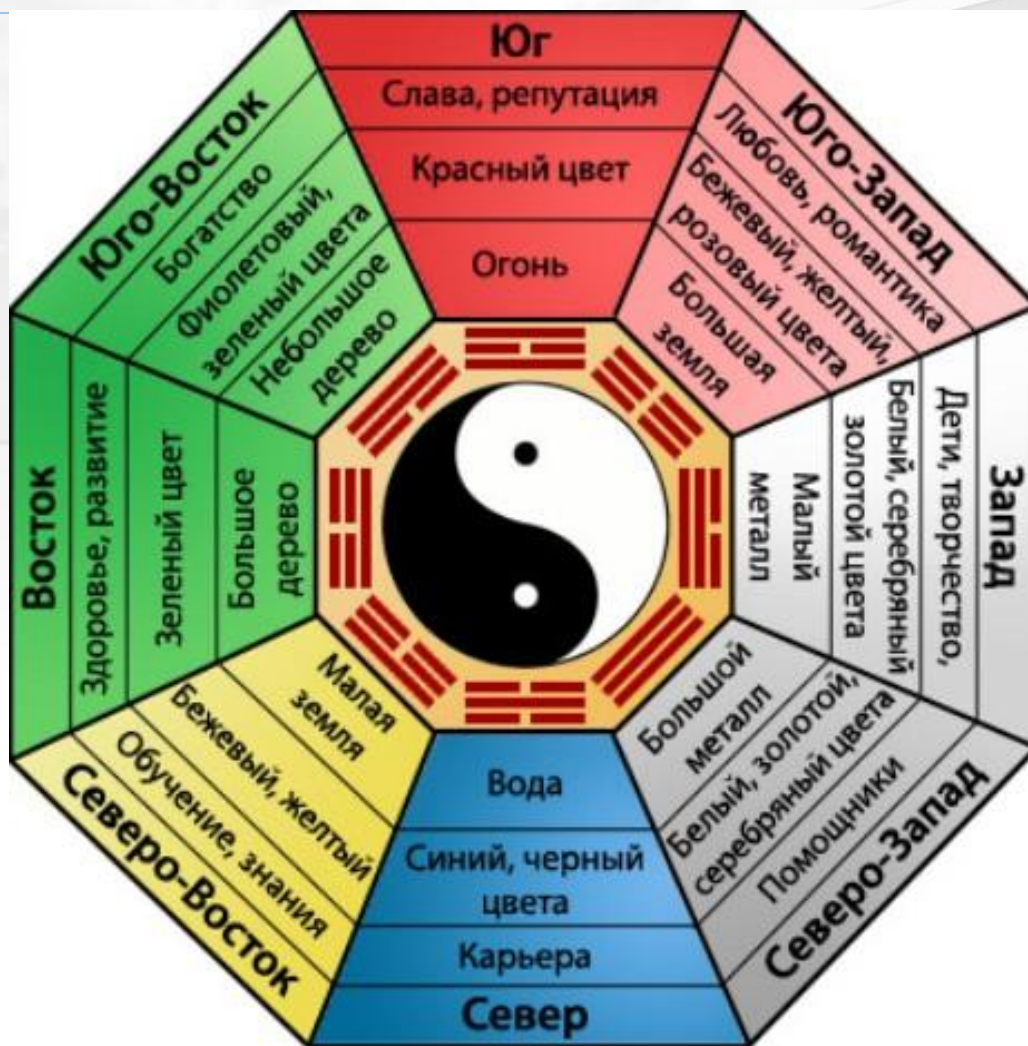 Юг
Слава, репутация
Красный цвет
Огонь
Юго-Запад
Любовь, романтика
Бежевый, желтый,
розовый цвета
Большая
земля
Запад
Дети, творчество,
Белый, серебряный
золотой цвета
Малый
металл
Северо-Запад
Помощники
Белый, золотой,
серебряный цвета
Большой
металл
Вода
Синий, черный
цвета
Карьера
Север
Малая
земля
Бежевый, желтый
Обучение, знания
Северо-Восток
Восток
Здоровье, развитие
Зеленый цвет
Большое
дерево
Юго-Восток
Богатство
Фиолетовый,
зеленый цвета
Небольшое
дерево